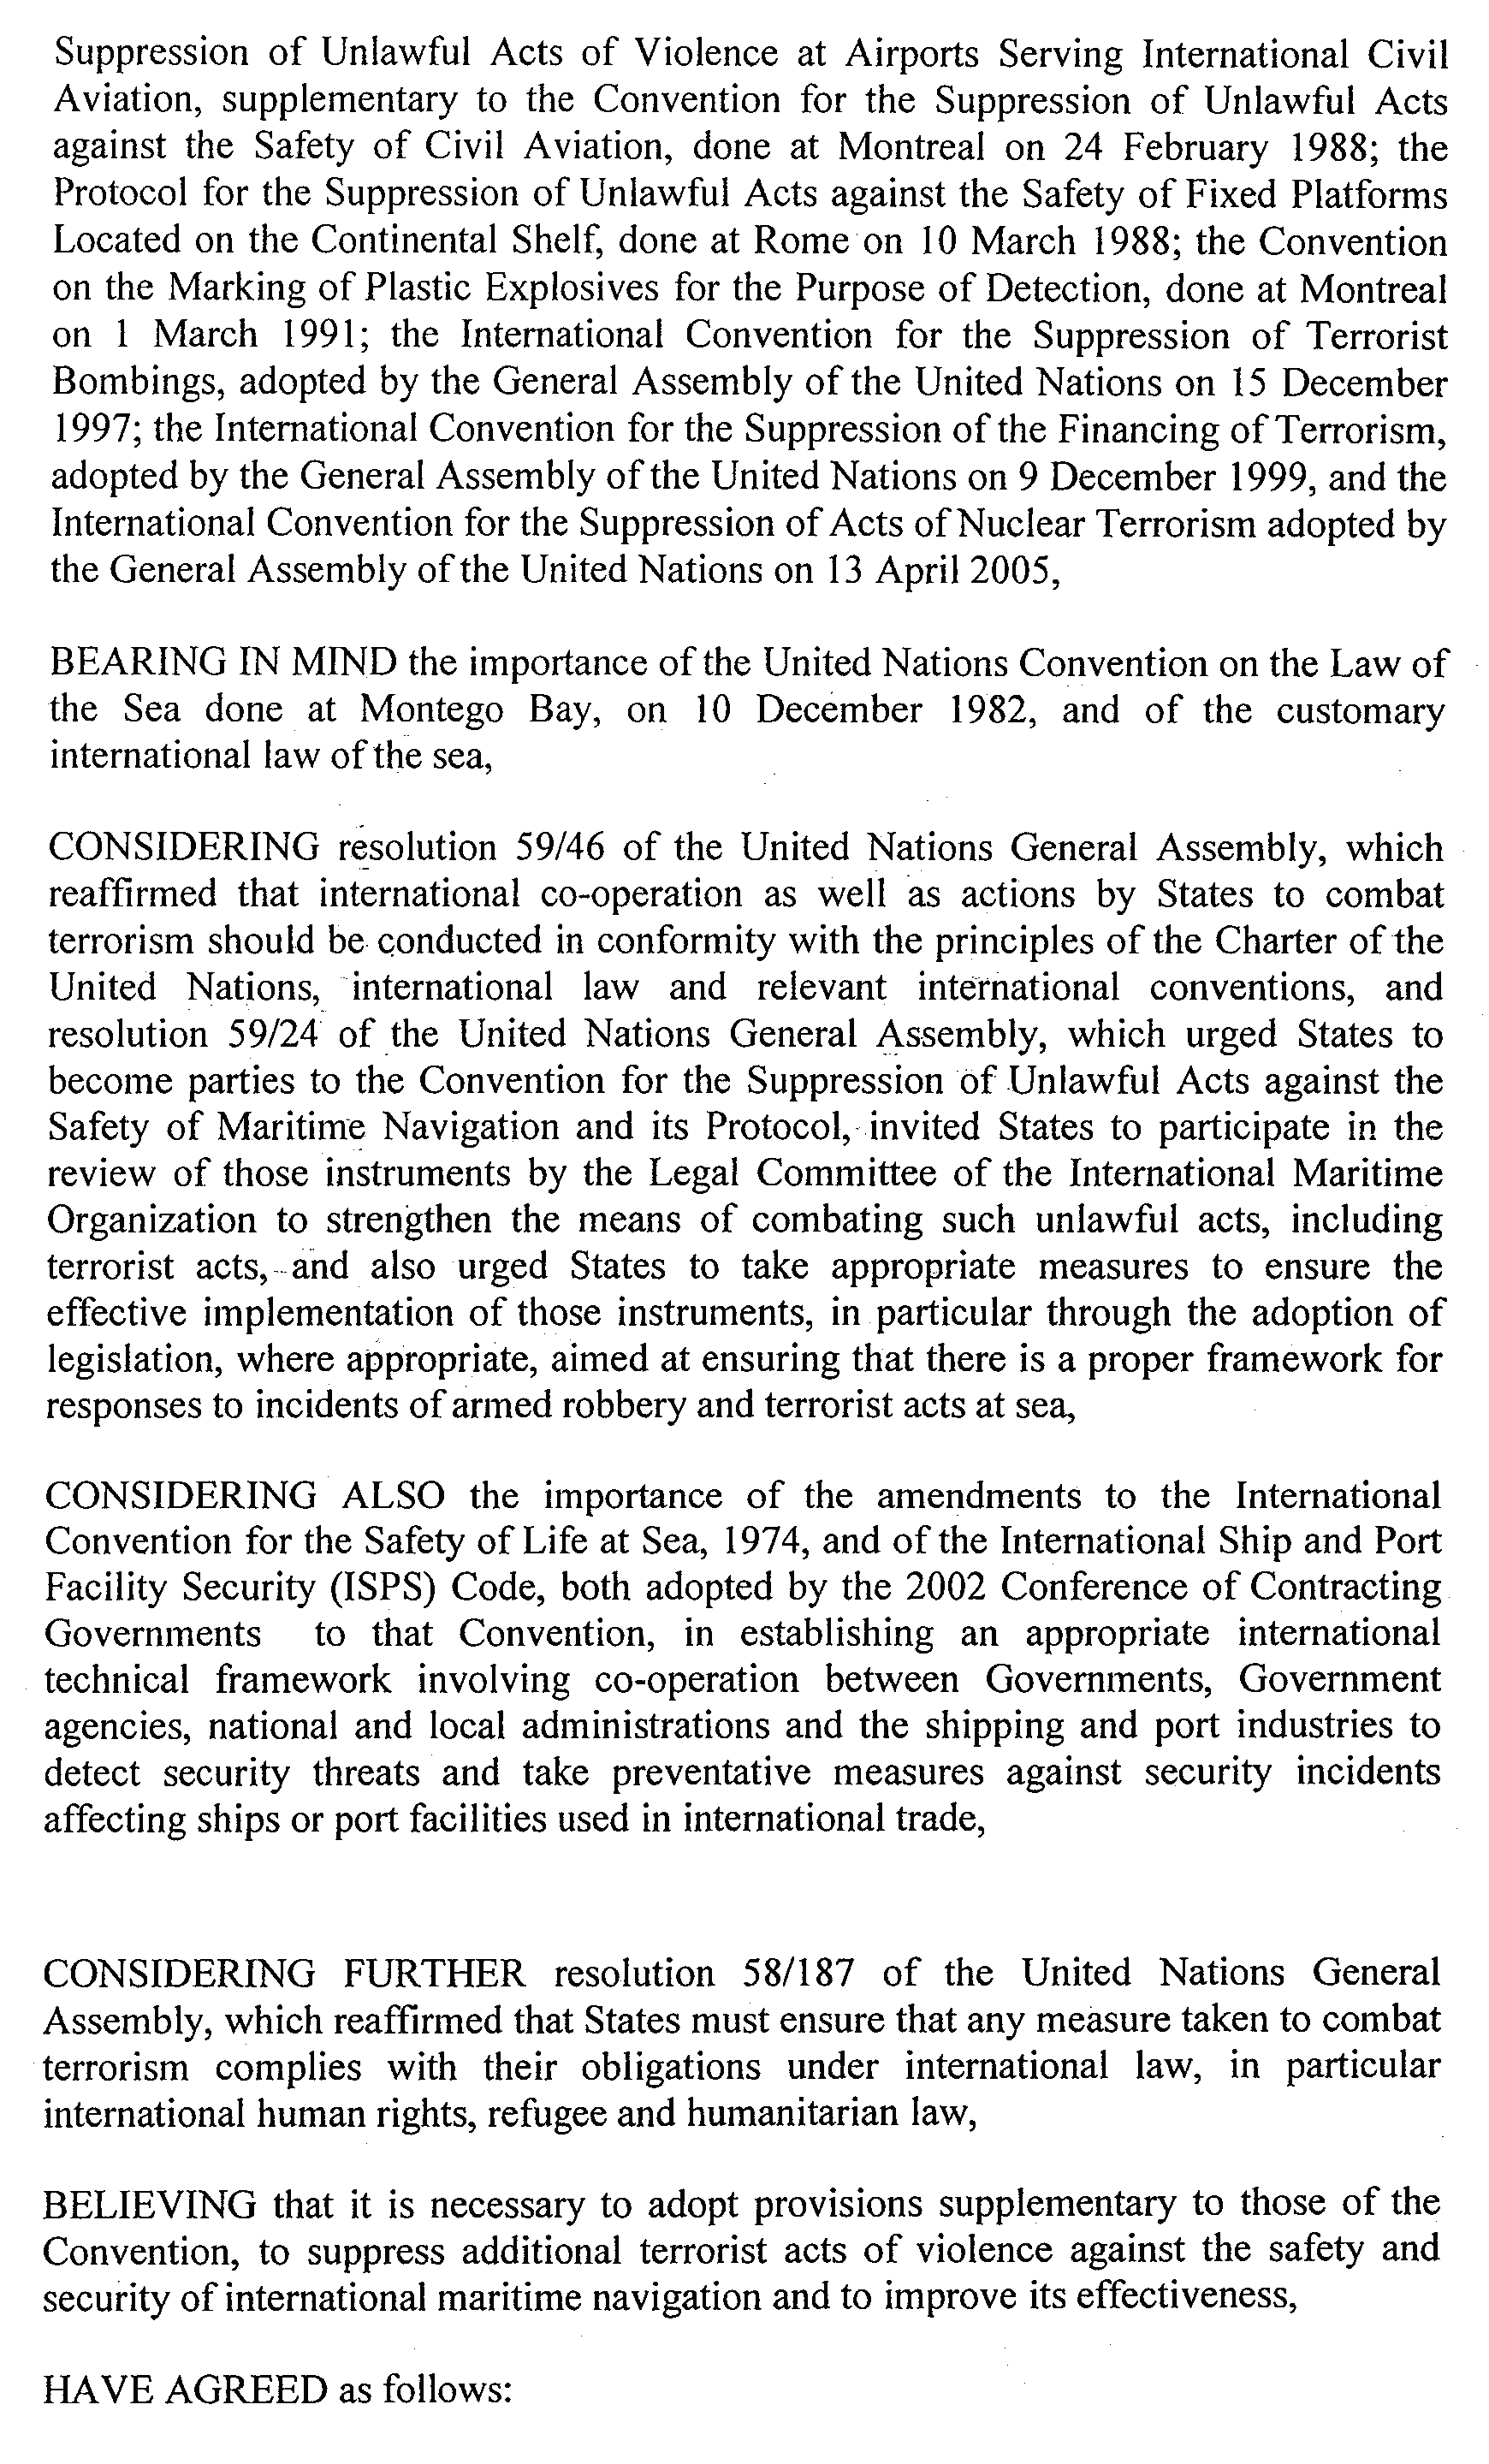 Suppression of Unlawful Acts of Violence at Airports Serving International Civil
Aviation, supplementary to the Convention for the Suppression of Unlawful Acts
against the Safety of Civil Aviation, done at Montreal on 24 February 1988; the
Protocol for the Suppression of Unlawful Acts against the Safety of Fixed Platforms
Located on the Continental Shelf, done at Rome on 10 March 1988; the Convention
on the Marking of Plastic Explosives for the Purpose of Detection, done at Montreal
on 1 March 1991; the International Convention for the Suppression of Terrorist
Bombings, adopted by the General Assembly of the United Nations on 15 December
1997; the International Convention for the Suppression of the Financing of Terrorism,
adopted by the General Assembly of the United Nations on 9 December 1999, and the
International Convention for the Suppression of Acts of Nuclear Terrorism adopted by
the General Assembly of the United Nations on 13 April 2005,
BEARING IN MIND the importance of the United Nations Convention on the Law of
the Sea done at Montego Bay, on 10 December 1982, and of the customary
international law of the sea,
CONSIDERING resolution 59/46 of the United Nations General Assembly, which
reaffirmed that international co-operation as well as actions by States to combat
terrorism should be conducted in conformity with the principles of the Charter of the
United Nations, international law and relevant international conventions, and
resolution 59/24 of the United Nations General Assembly, which urged States to
become parties to the Convention for the Suppression of Unlawful Acts against the
Safety of Maritime Navigation and its Protocol, invited States to participate in the
review of those instruments by the Legal Committee of the International Maritime
Organization to strengthen the means of combating such unlawful acts, including
terrorist acts, and also urged States to take appropriate measures to ensure the
effective implementation of those instruments, in particular through the adoption of
legislation, where appropriate, aimed at ensuring that there is a proper framework for
responses to incidents of armed robbery and terrorist acts at sea,
CONSIDERING ALSO the importance of the amendments to the International
Convention for the Safety of Life at Sea, 1974, and of the International Ship and Port
Facility Security (ISPS) Code, both adopted by the 2002 Conference of Contracting
Governments to that Convention, in establishing an appropriate international
technical framework involving co-operation between Governments, Government
agencies, national and local administrations and the shipping and port industries to
detect security threats and take preventative measures against security incidents
affecting ships or port facilities used in international trade,
CONSIDERING FURTHER resolution 58/187 of the United Nations General
Assembly, which reaffirmed that States must ensure that any measure taken to combat
terrorism complies with their obligations under international law, in particular
international human rights, refugee and humanitarian law,
BELIEVING that it is necessary to adopt provisions supplementary to those of the
Convention, to suppress additional terrorist acts of violence against the safety and
security of international maritime navigation and to improve its effectiveness,
HAVE AGREED as follows: